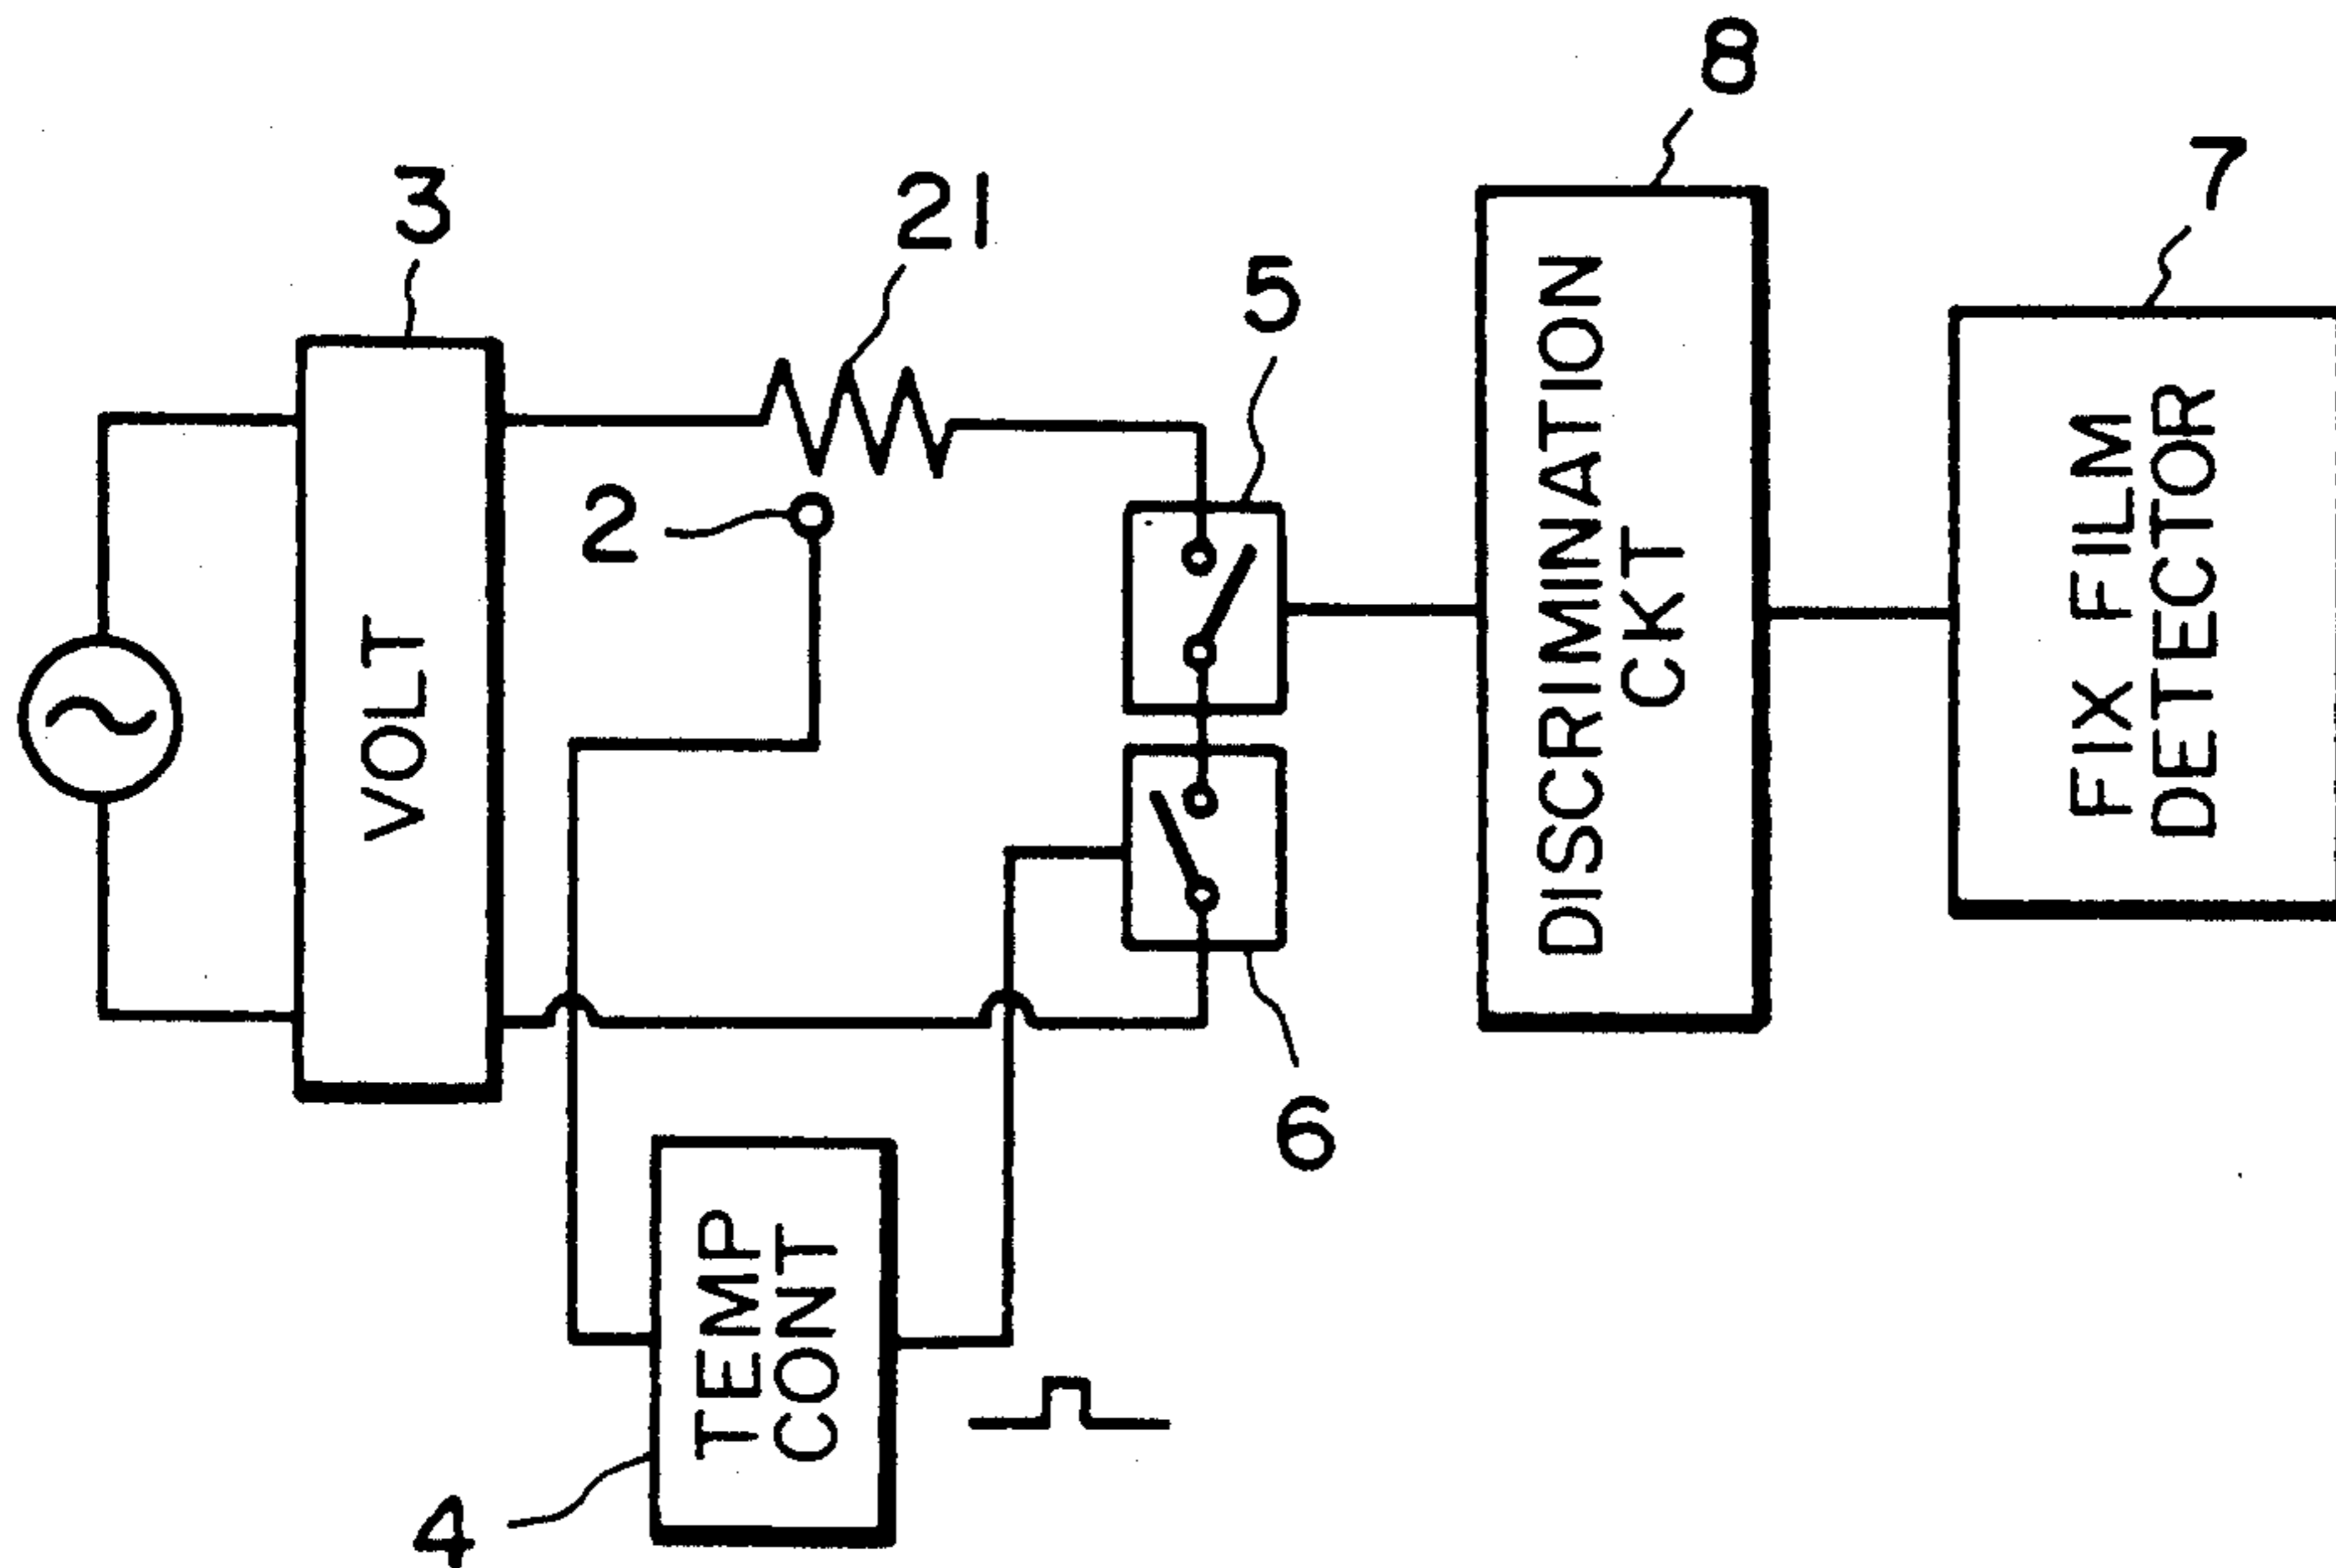 8
7
3
21
5
2
VOLT
DISCRIMINATION
CKT
FIX FILM
DETECTOR
6
TEMP
CONT
4